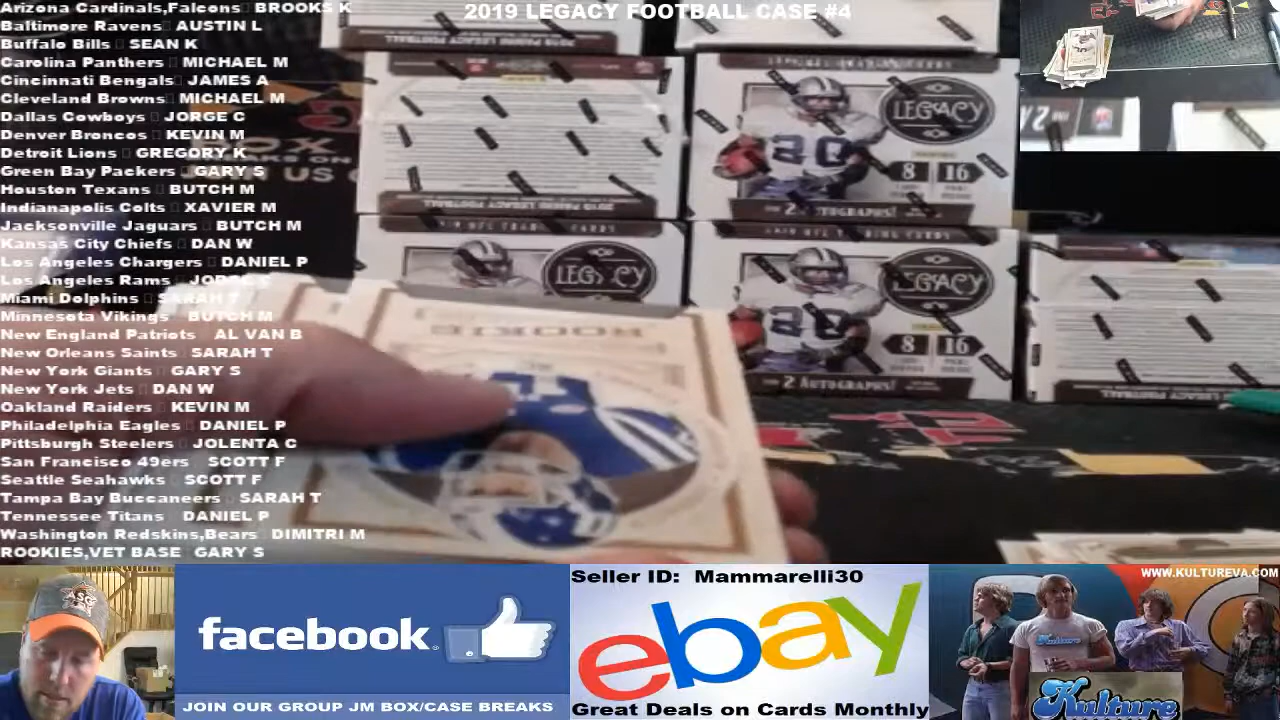 2019 LEGACY FOOTBALL CASE #4
Arizona Cardinals,Falcons BROOKS K
Baltimore Ravens AUSTIN L
Buffalo Bills SEAN K
Carolina Panthers MICHAEL M
Cincinnati Bengals JAMES A
Cleveland Browns MICHAEL M
Dallas Cowboys JORGE C
Denver Broncos KEVIN M
Detroit Lions GREGORY K
Green Bay Packers GARY S
Houston Texans BUTCH M
Indianapolis Colts XAVIER M
Jacksonville Jaguars BUTCH M
Kansas City Chiefs DAN W
Los Angeles Chargers DANIEL P
Los Angeles Rams JORGE C
Miami Dolphins SARAH T
Minnesota Vikings BUTCH M
New England Patriots AL VAN B
New Orleans Saints SARAH T
New York Giants GARY S
New York Jets DAN W
Oakland Raiders KEVIN M
Philadelphia Eagles DANIEL P
Pittsburgh Steelers JOLENTA C
San Francisco 49ers SCOTT F
Seattle Seahawks SCOTT F
Tampa Bay Buccaneers SARAH T
Tennessee Titans DANIEL P
Washington Redskins,Bears DIMITRI M
ROOKIES,VET BASE GARY S
LEGACY
20
8 16
LEGACY
LEGACY
20
8 16
2 AUTOGRAPHS!
ROOKIE
facebook
JOIN OUR GROUP JM BOX/CASE BREAKS
Seller ID: Mammarelli30
ebay
Great Deals on Cards Monthly
WWW.KULTUREVA.COM
Kulture
Kulture